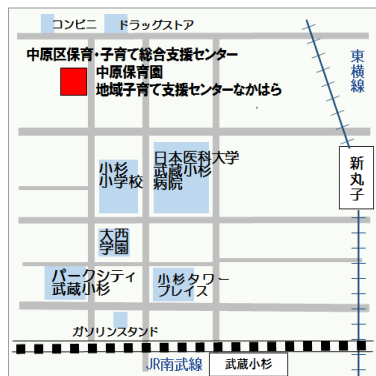 コンビニ
ドラッグストア
中原区保育・子育て総合支援センター
中原保育園
地域子育て支援センターなかはら
東横線
小杉
小学校
日本医科大学
武蔵小杉
病院
新丸子
大西
学園
パークシティ
武蔵小杉
小杉タワー
プレイス
ガソリンスタンド
JR南武線
武蔵小杉